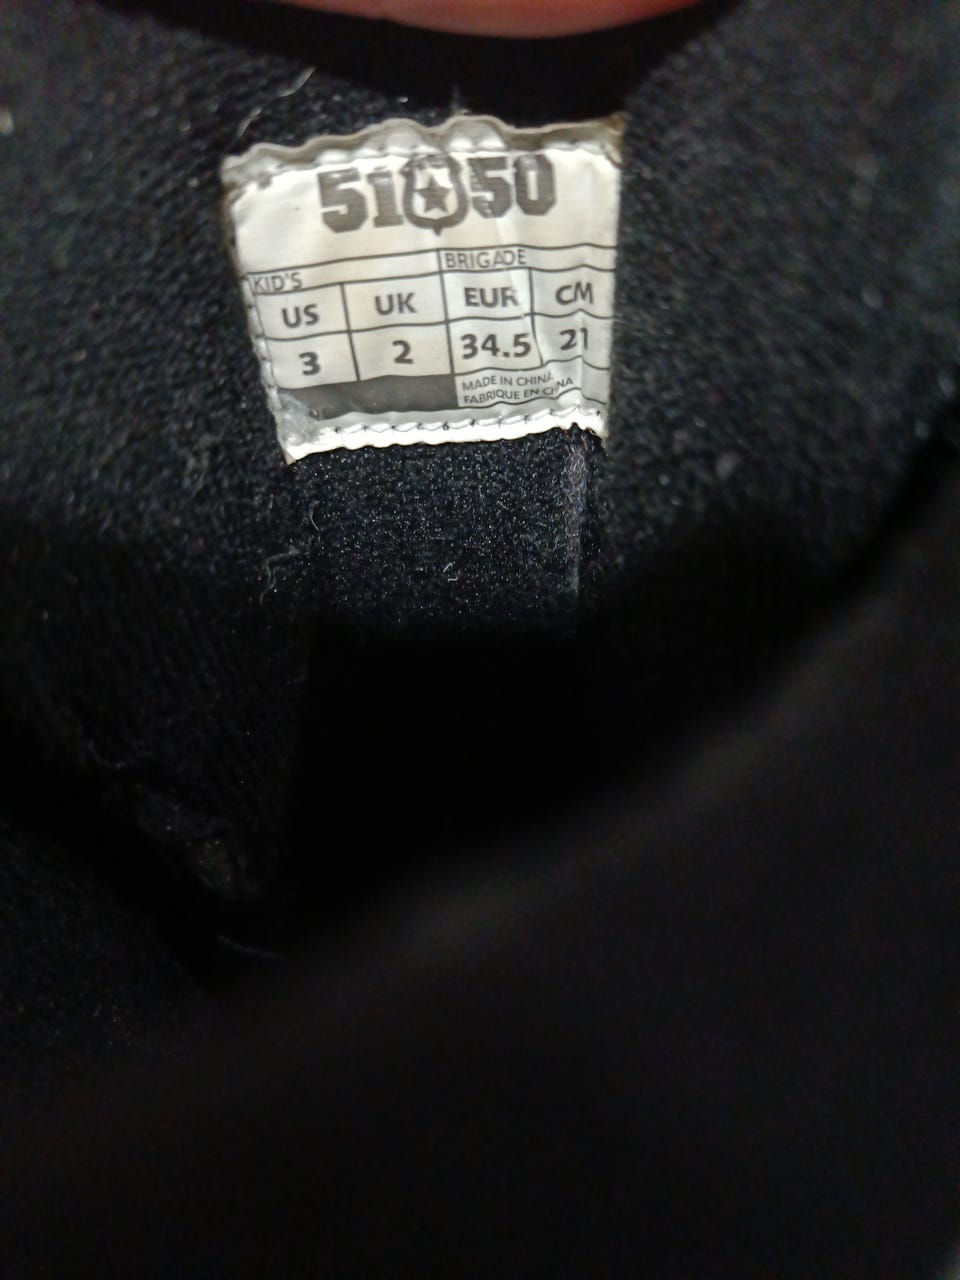 51 50
KID'S BRIGADE
US UK EUR CM
3 2 34.5 21
MADE IN CHINA
FABRIQUE EN CHINA